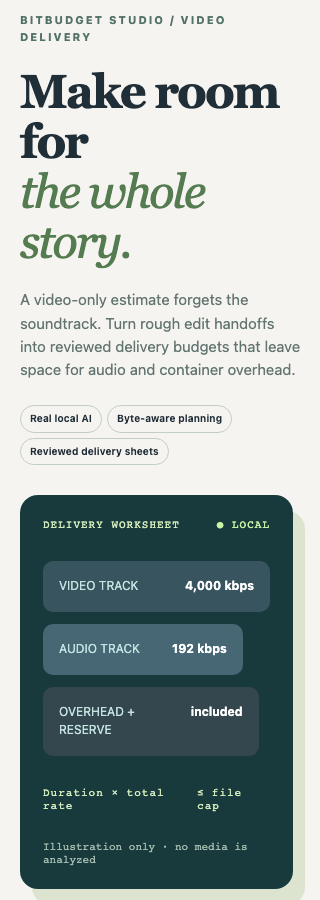 BITBUDGET STUDIO / VIDEO
DELIVERY
Make room
for
the whole
story.
A video-only estimate forgets the
soundtrack. Turn rough edit handoffs
into reviewed delivery budgets that leave
space for audio and container overhead.
Real local AI
Byte-aware planning
Reviewed delivery sheets
DELIVERY WORKSHEET ● LOCAL
VIDEO TRACK 4,000 kbps
AUDIO TRACK 192 kbps
OVERHEAD + included
RESERVE
Duration × total ≤ file
rate cap
Illustration only · no media is
analyzed